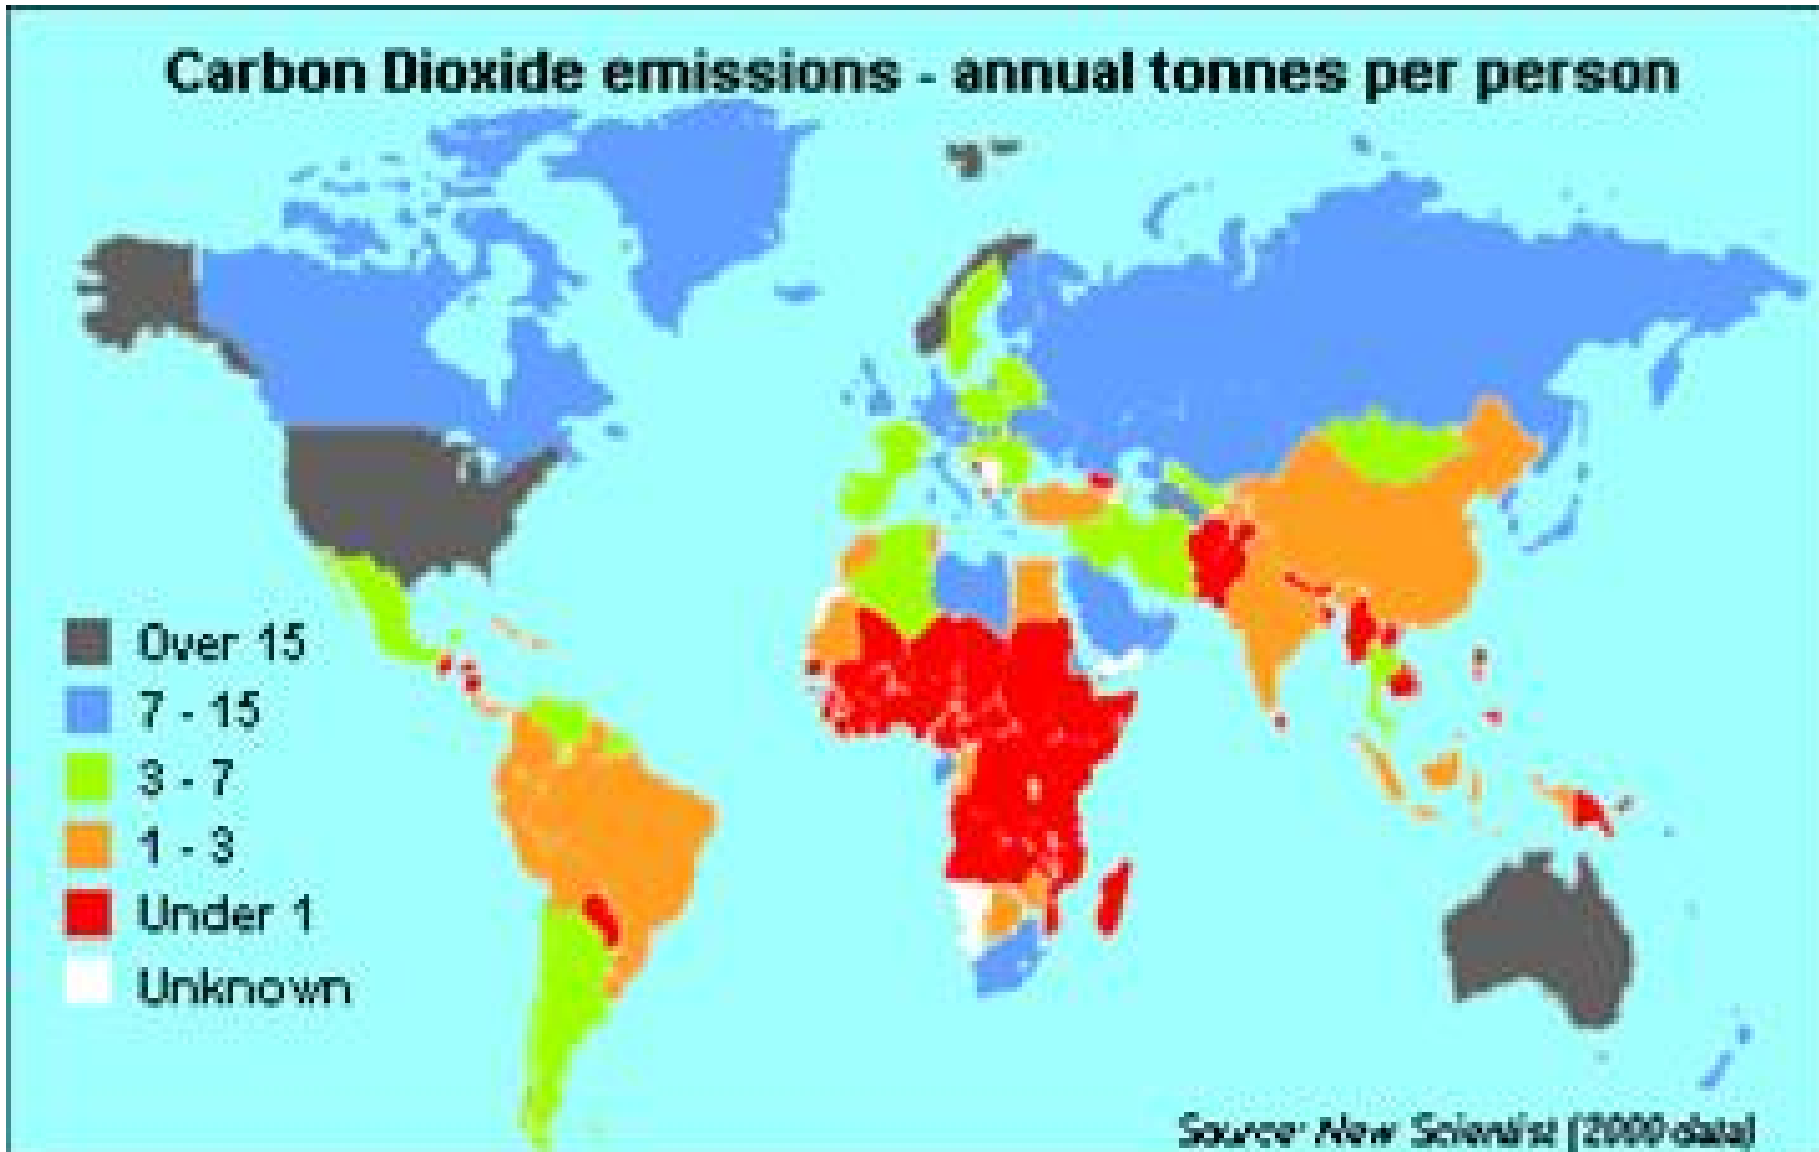 Carbon Dioxide emissions - annual tonnes per person
Over 15
7 - 15
3 - 7
1 - 3
Under 1
Unknown
Source: New Scientist (2000 data)